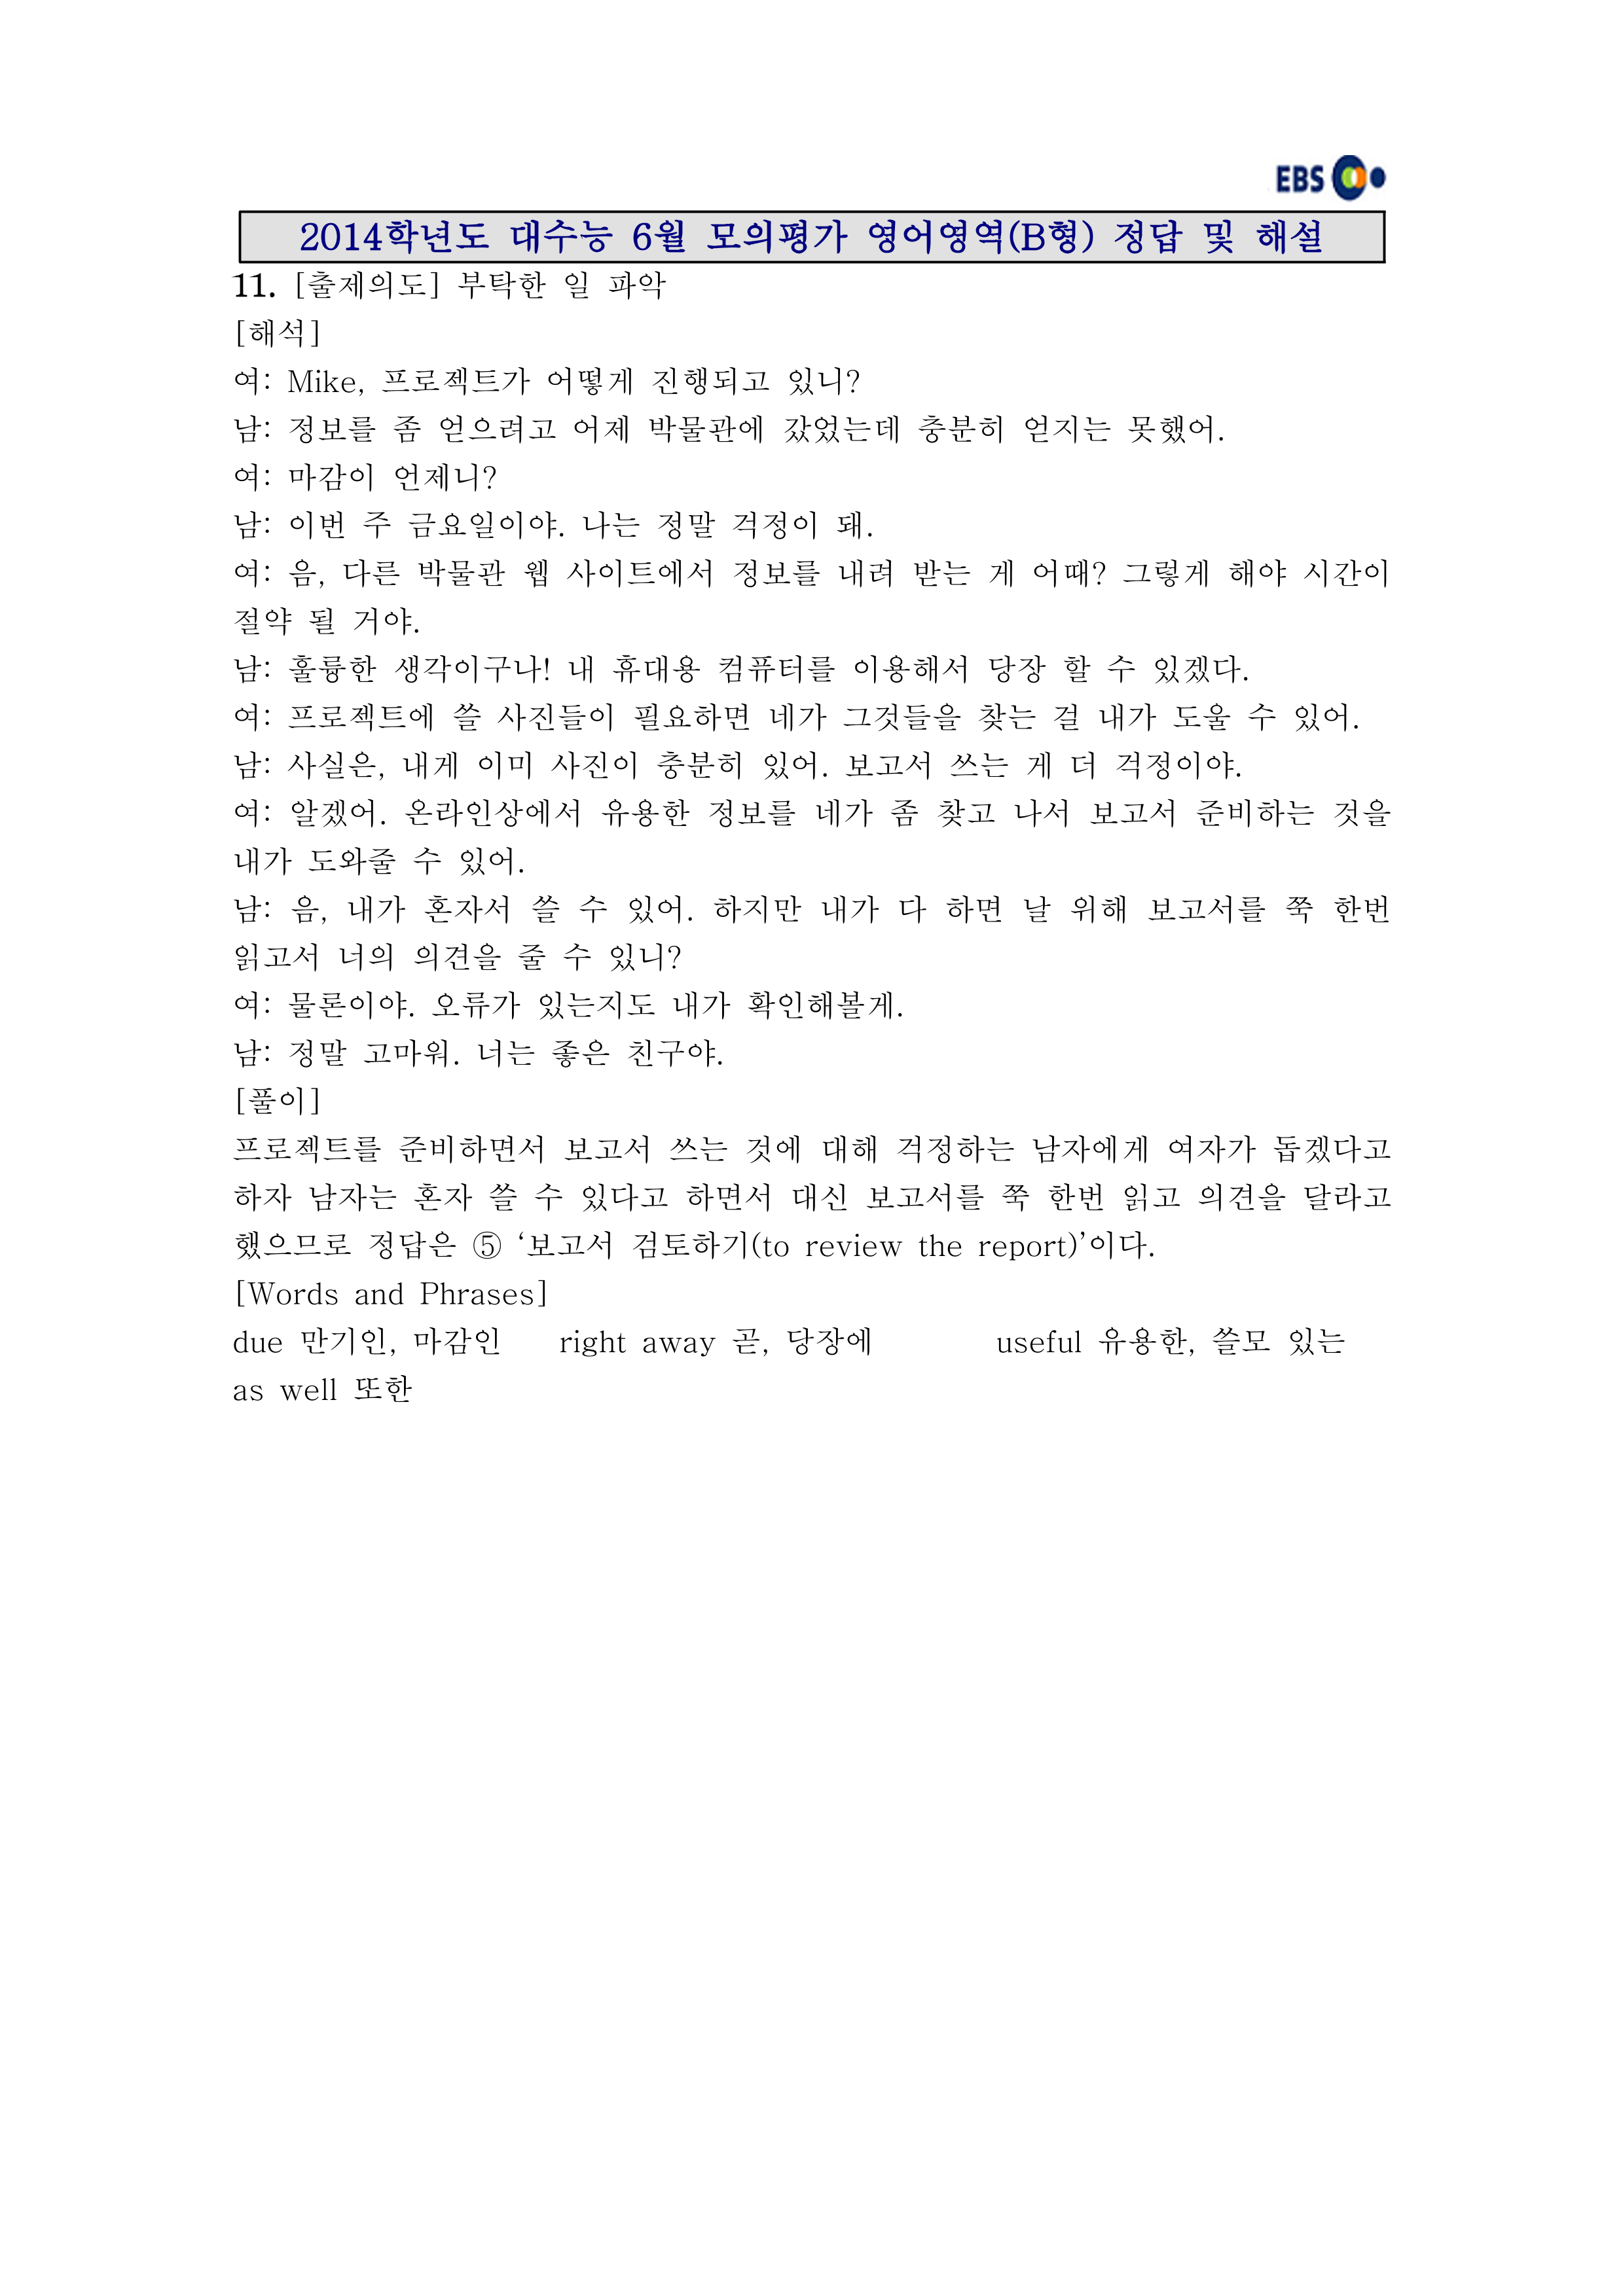 EBS
2014학년도 대수능 6월 모의평가 영어영역(B형) 정답 및 해설
11. [출제의도] 부탁한 일 파악
[해석]
여: Mike, 프로젝트가 어떻게 진행되고 있니?
남: 정보를 좀 얻으려고 어제 박물관에 갔었는데 충분히 얻지는 못했어.
여: 마감이 언제니?
남: 이번 주 금요일이야. 나는 정말 걱정이 돼.
여: 음, 다른 박물관 웹 사이트에서 정보를 내려 받는 게 어때? 그렇게 해야 시간이
절약 될 거야.
남: 훌륭한 생각이구나! 내 휴대용 컴퓨터를 이용해서 당장 할 수 있겠다.
여: 프로젝트에 쓸 사진들이 필요하면 네가 그것들을 찾는 걸 내가 도울 수 있어.
남: 사실은, 내게 이미 사진이 충분히 있어. 보고서 쓰는 게 더 걱정이야.
여: 알겠어. 온라인상에서 유용한 정보를 네가 좀 찾고 나서 보고서 준비하는 것을
내가 도와줄 수 있어.
남: 음, 내가 혼자서 쓸 수 있어. 하지만 내가 다 하면 날 위해 보고서를 쭉 한번
읽고서 너의 의견을 줄 수 있니?
여: 물론이야. 오류가 있는지도 내가 확인해볼게.
남: 정말 고마워. 너는 좋은 친구야.
[풀이]
프로젝트를 준비하면서 보고서 쓰는 것에 대해 걱정하는 남자에게 여자가 돕겠다고
하자 남자는 혼자 쓸 수 있다고 하면서 대신 보고서를 쭉 한번 읽고 의견을 달라고
했으므로 정답은 ⑤ ‘보고서 검토하기(to review the report)’이다.
[Words and Phrases]
due 만기인, 마감인 right away 곧, 당장에 useful 유용한, 쓸모 있는
as well 또한